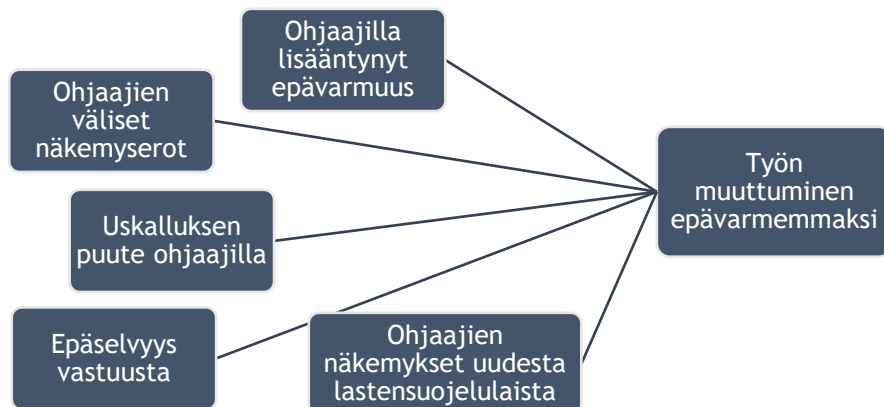 Ohjaajilla
lisääntynyt
epävarmuus
Ohjaajien
väliset
näkemyserot
Työn
muuttuminen
epävarmemmaksi
Uskalluksen
puute ohjaajilla
Epäselvyys
vastuusta
Ohjaajien
näkemykset uudesta
lastensuojelulaista